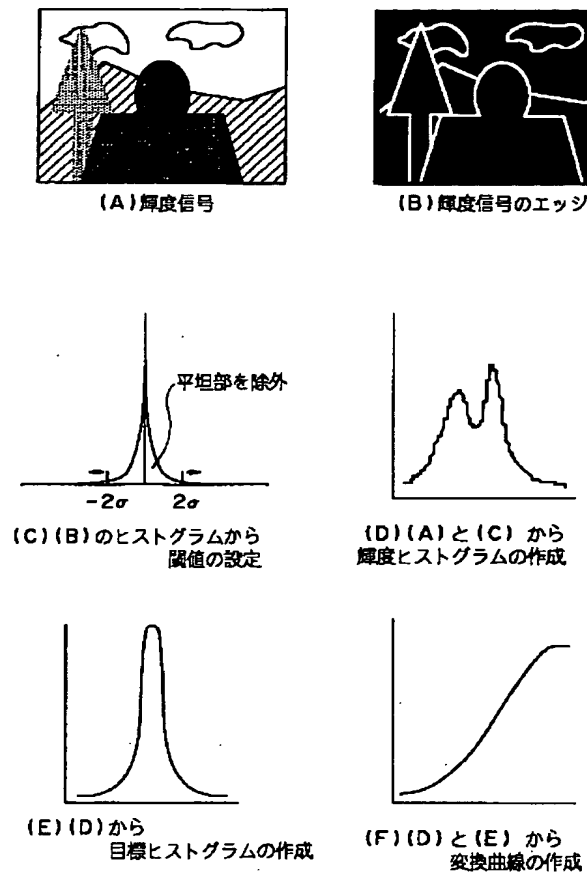 (A)輝度信号
(B)輝度信号のエッジ
平坦部を除外
-2σ
2σ
(C)(B)のヒストグラムから
閾値の設定
(D)(A)と(C)から
輝度ヒストグラムの作成
(E)(D)から
目標ヒストグラムの作成
(F)(D)と(E)から
変換曲線の作成